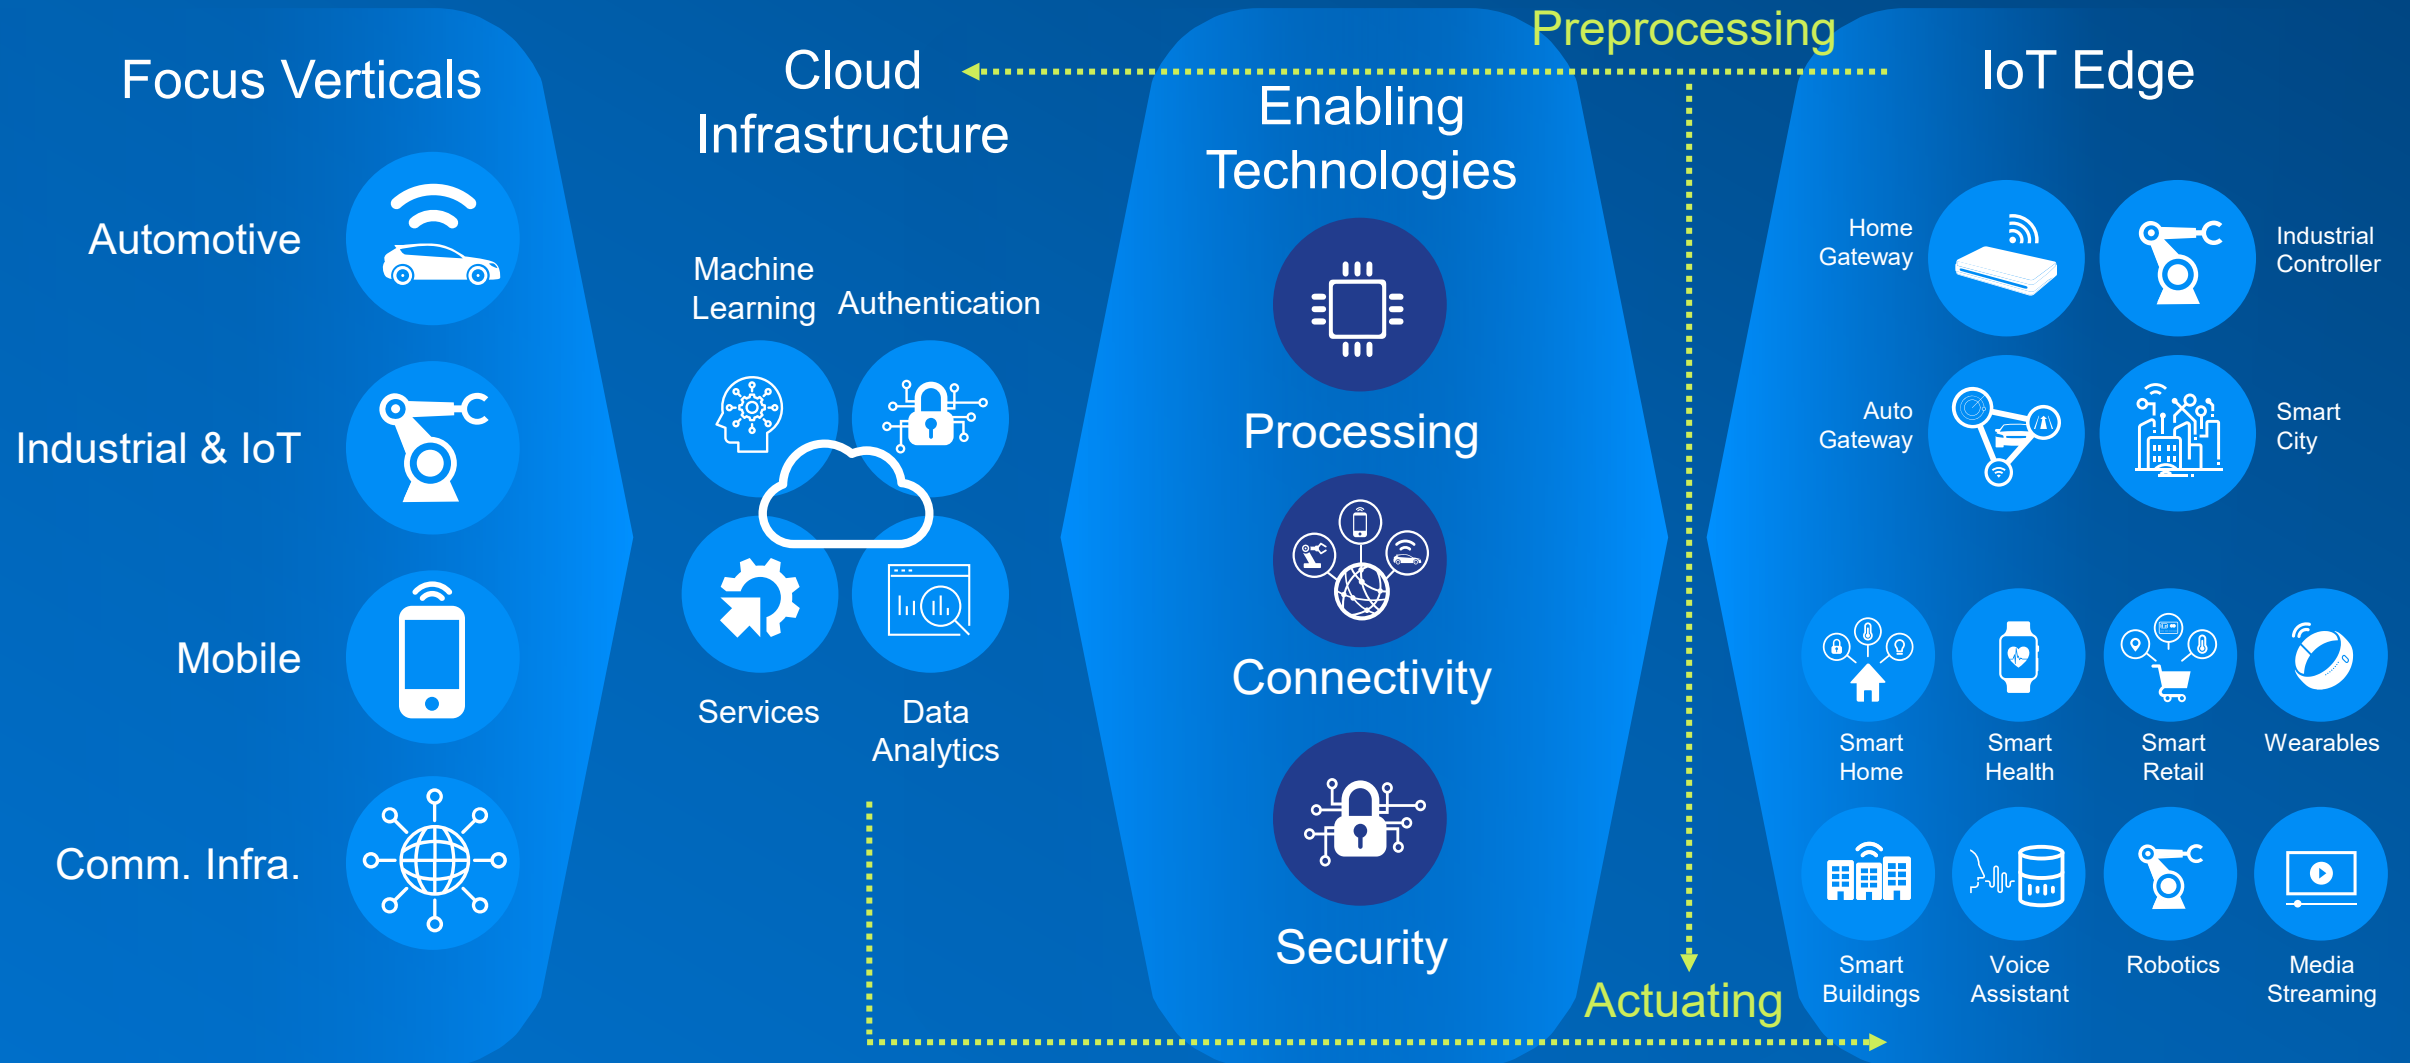 Focus Verticals
Automotive
Industrial & IoT
Mobile
Comm. Infra.
Cloud
Infrastructure
Machine
Learning
Authentication
Services
Data
Analytics
Preprocessing
Enabling
Technologies
Processing
Connectivity
Security
Actuating
IoT Edge
Home
Gateway
Industrial
Controller
Auto
Gateway
Smart
City
Smart
Home
Smart
Health
Smart
Retail
Wearables
Smart
Buildings
Voice
Assistant
Robotics
Media
Streaming